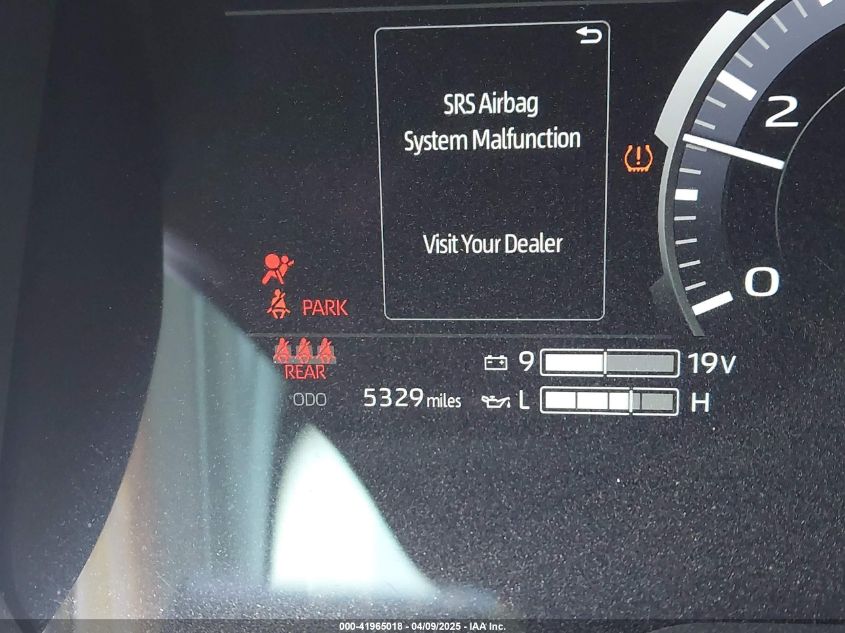 SRS Airbag
System Malfunction
Visit Your Dealer
2
0
PARK
REAR
9 19V
ODO 5329 miles L H
000-41965018 - 04/09/2025 - IAA Inc.